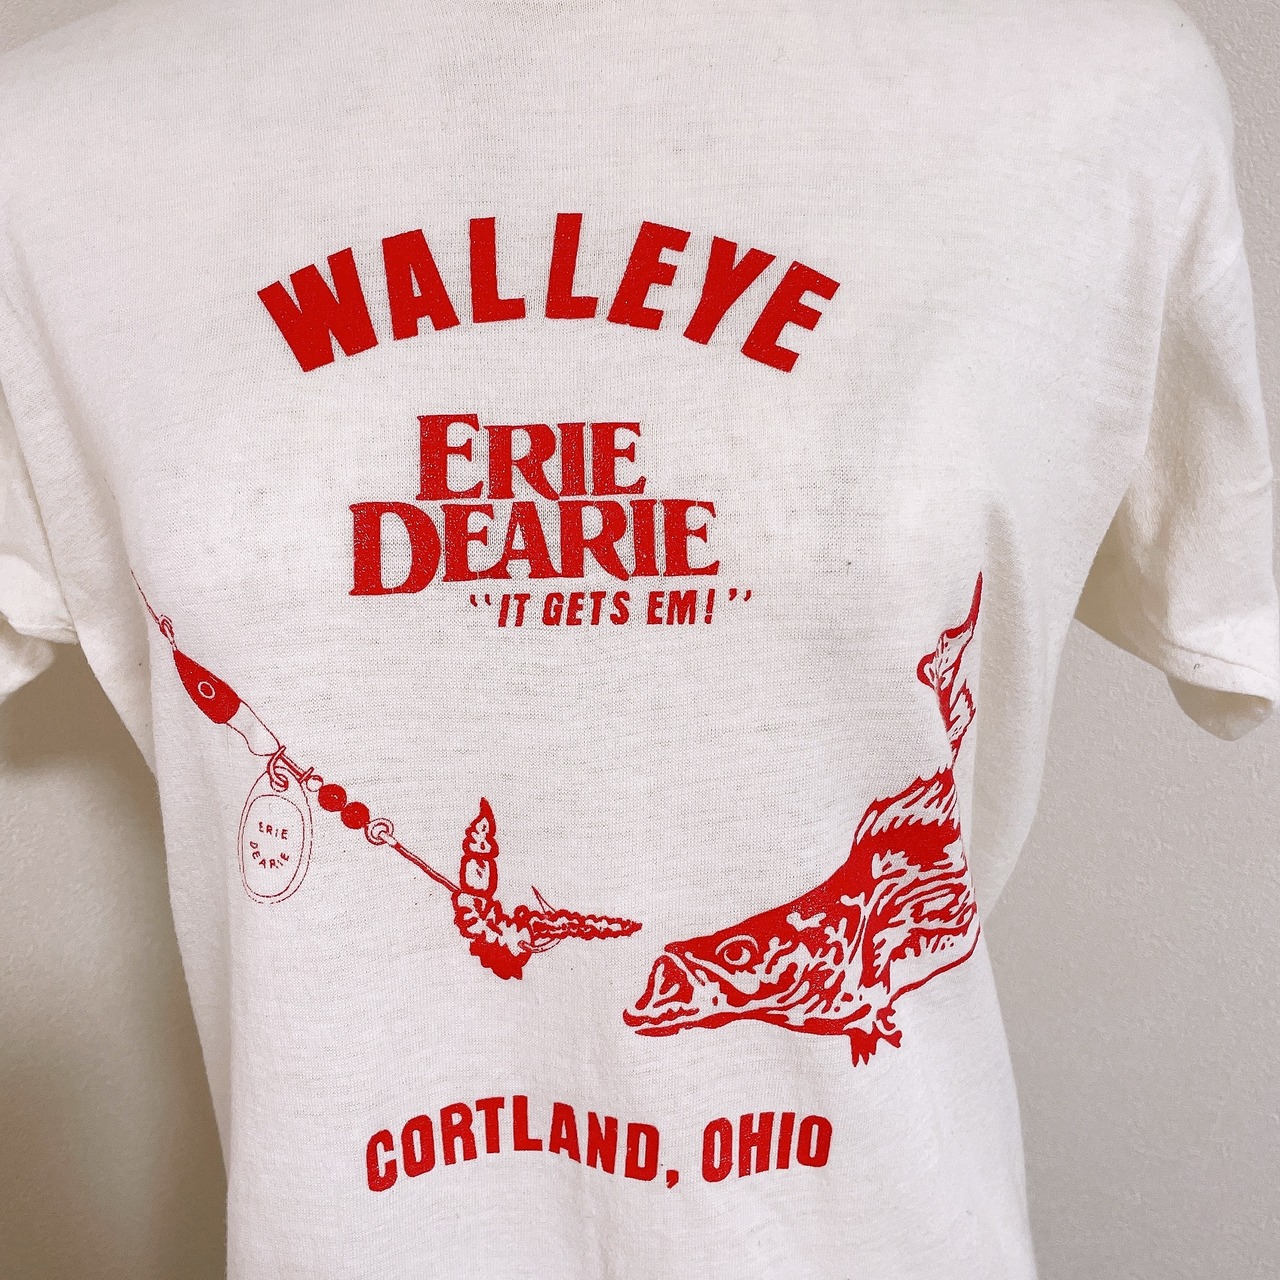 WALLEYE
ERIE
DEARIE
"IT GETS EM!"
ERIE
DEARIE
CORTLAND, OHIO